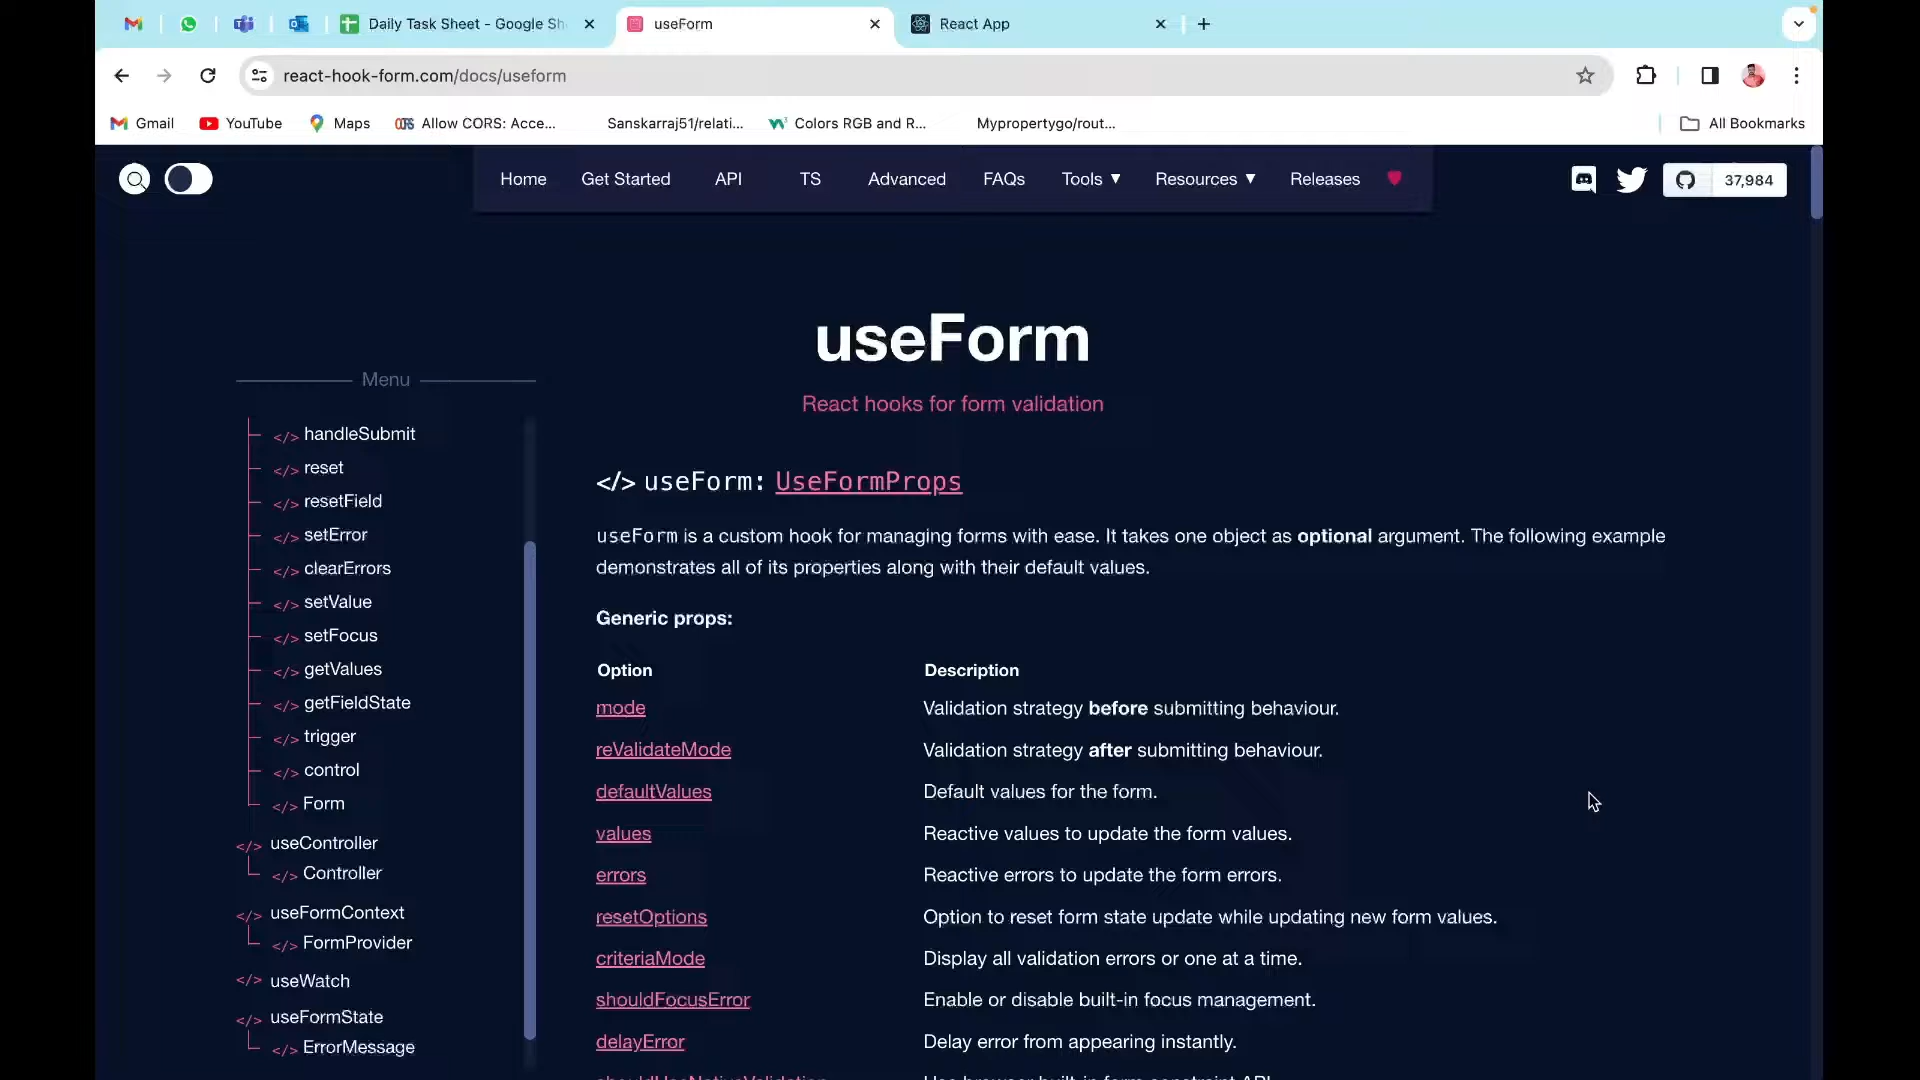 Daily Task Sheet - Google Sh
useForm
React App
react-hook-form.com/docs/useform
Gmail
YouTube
Maps
Allow CORS: Acce...
Sanskarraj51/relati...
Colors RGB and R...
Mypropertygo/rout...
All Bookmarks
Home
Get Started
API
TS
Advanced
FAQs
Tools ▼
Resources ▼
Releases
37,984
useForm
React hooks for form validation
Menu
</> handleSubmit
</> reset
</> resetField
</> setError
</> clearErrors
</> setValue
</> setFocus
</> getValues
</> getFieldState
</> trigger
</> control
</> Form
</> useController
</> Controller
</> useFormContext
</> FormProvider
</> useWatch
</> useFormState
</> ErrorMessage
</> useForm: UseFormProps
useForm is a custom hook for managing forms with ease. It takes one object as optional argument. The following example
demonstrates all of its properties along with their default values.
Generic props:
Option Description
mode Validation strategy before submitting behaviour.
reValidateMode Validation strategy after submitting behaviour.
defaultValues Default values for the form.
values Reactive values to update the form values.
errors Reactive errors to update the form errors.
resetOptions Option to reset form state update while updating new form values.
criteriaMode Display all validation errors or one at a time.
shouldFocusError Enable or disable built-in focus management.
delayError Delay error from appearing instantly.